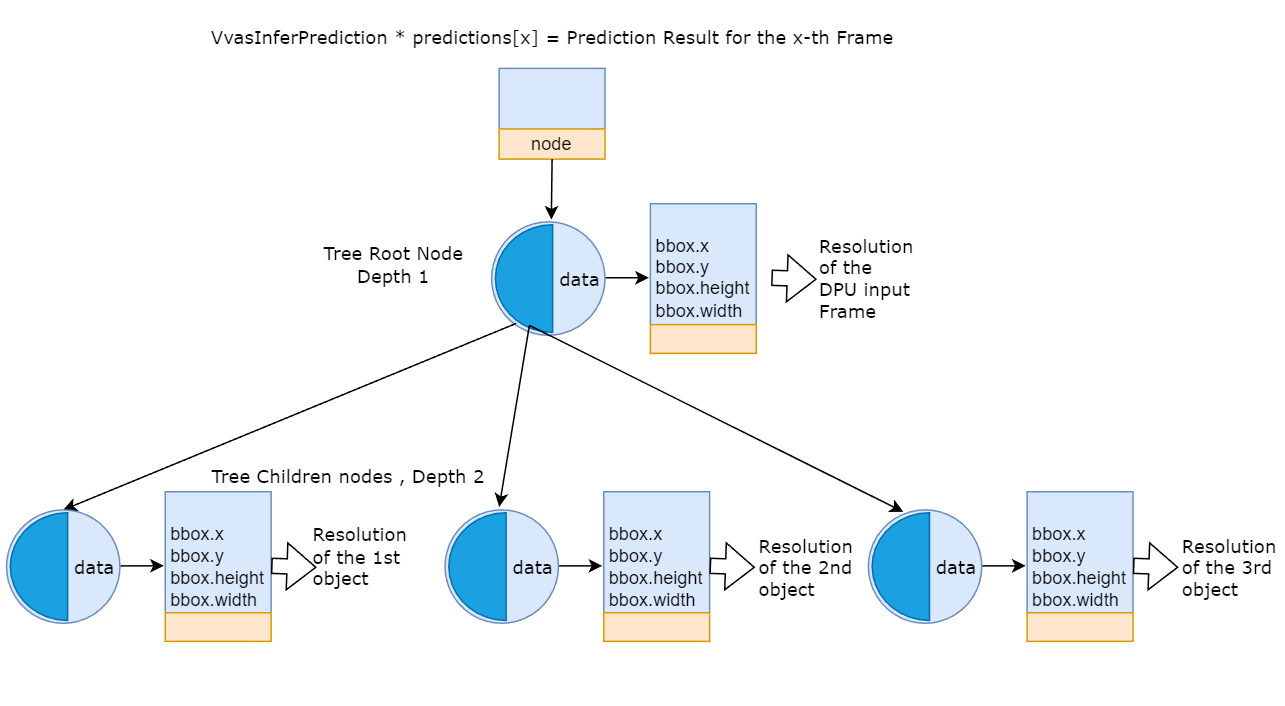 VvasInferPrediction * predictions[x] = Prediction Result for the x-th Frame
node
Tree Root Node
Depth 1
data
bbox.x
bbox.y
bbox.height
bbox.width
Resolution
of the
DPU input
Frame
Tree Children nodes , Depth 2
data
bbox.x
bbox.y
bbox.height
bbox.width
Resolution
of the 1st
object
data
bbox.x
bbox.y
bbox.height
bbox.width
Resolution
of the 2nd
object
data
bbox.x
bbox.y
bbox.height
bbox.width
Resolution
of the 3rd
object